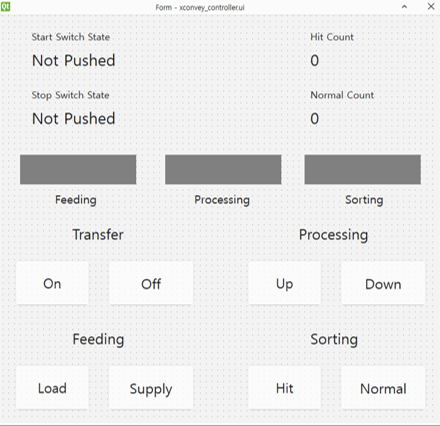 Qt Form - xconvey_controller.ui
Start Switch State Hit Count
Not Pushed 0
Stop Switch State Normal Count
Not Pushed 0
Feeding Processing Sorting
Transfer Processing
On Off Up Down
Feeding Sorting
Load Supply Hit Normal